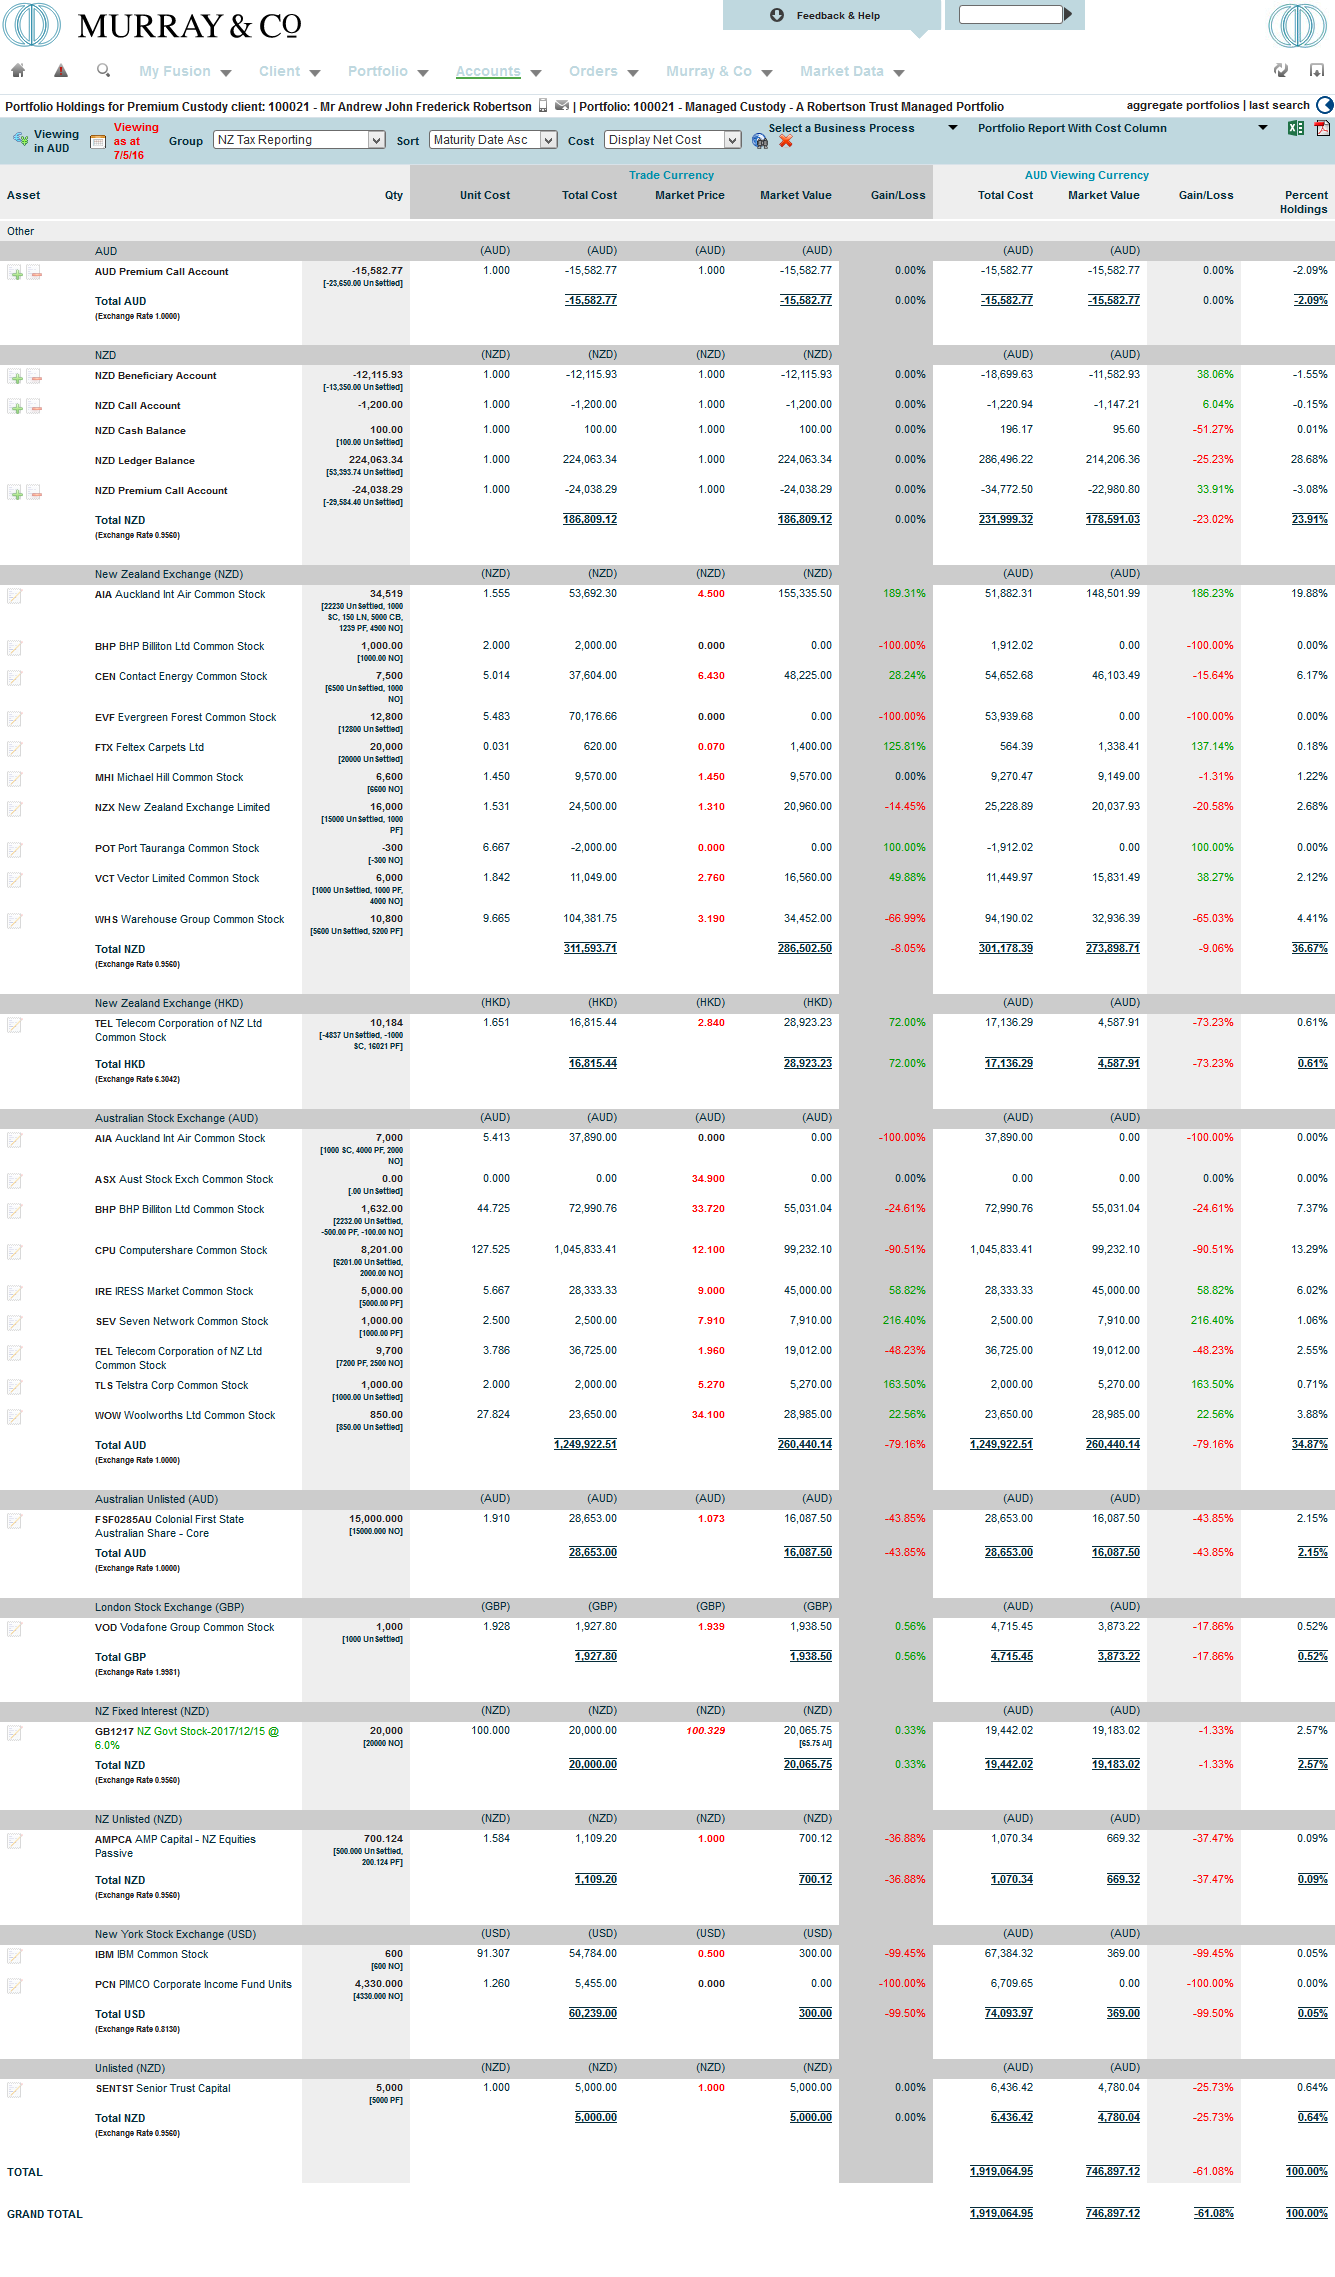 MURRAY & CO
Feedback & Help
My Fusion Client Portfolio Accounts Orders Murray & Co Market Data
Portfolio Holdings for Premium Custody client: 100021 - Mr Andrew John Frederick Robertson | Portfolio: 100021 - Managed Custody - A Robertson Trust Managed Portfolio aggregate portfolios | last search
Viewing in AUD Viewing as at 7/5/16 Group NZ Tax Reporting Sort Maturity Date Asc Cost Display Net Cost Select a Business Process Portfolio Report With Cost Column
Trade Currency AUD Viewing Currency
Asset Qty Unit Cost Total Cost Market Price Market Value Gain/Loss Total Cost Market Value Gain/Loss Percent Holdings
Other
AUD (AUD) (AUD) (AUD) (AUD) (AUD) (AUD)
AUD Premium Call Account -15,582.77 1.000 -15,582.77 1.000 -15,582.77 0.00% -15,582.77 -15,582.77 0.00% -2.09%
[-23,650.00 UnSettled]
Total AUD -15,582.77 -15,582.77 0.00% -15,582.77 -15,582.77 0.00% -2.09%
(Exchange Rate 1.0000)
NZD (NZD) (NZD) (NZD) (NZD) (AUD) (AUD)
NZD Beneficiary Account -12,115.93 1.000 -12,115.93 1.000 -12,115.93 0.00% -18,699.63 -11,582.93 38.06% -1.55%
[-13,350.00 UnSettled]
NZD Call Account -1,200.00 1.000 -1,200.00 1.000 -1,200.00 0.00% -1,220.94 -1,147.21 6.04% -0.15%
NZD Cash Balance 100.00 1.000 100.00 1.000 100.00 0.00% 196.17 95.60 -51.27% 0.01%
[100.00 UnSettled]
NZD Ledger Balance 224,063.34 1.000 224,063.34 1.000 224,063.34 0.00% 286,496.22 214,206.36 -25.23% 28.68%
[53,393.74 UnSettled]
NZD Premium Call Account -24,038.29 1.000 -24,038.29 1.000 -24,038.29 0.00% -34,772.50 -22,980.80 33.91% -3.08%
[-29,584.40 UnSettled]
Total NZD 186,809.12 186,809.12 0.00% 231,999.32 178,591.03 -23.02% 23.91%
(Exchange Rate 0.9560)
New Zealand Exchange (NZD) (NZD) (NZD) (NZD) (NZD) (AUD) (AUD)
AIA Auckland Int Air Common Stock 34,519 1.555 53,692.30 4.500 155,335.50 189.31% 51,882.31 148,501.99 186.23% 19.88%
[22230 UnSettled, 1000
SC, 150 LN, 5000 CB,
1239 PF, 4900 NO]
BHP BHP Billiton Ltd Common Stock 1,000.00 2.000 2,000.00 0.000 0.00 -100.00% 1,912.02 0.00 -100.00% 0.00%
[1000.00 NO]
CEN Contact Energy Common Stock 7,500 5.014 37,604.00 6.430 48,225.00 28.24% 54,652.68 46,103.49 -15.64% 6.17%
[6500 UnSettled, 1000
NO]
EVF Evergreen Forest Common Stock 12,800 5.483 70,176.66 0.000 0.00 -100.00% 53,939.68 0.00 -100.00% 0.00%
[12800 UnSettled]
FTX Feltex Carpets Ltd 20,000 0.031 620.00 0.070 1,400.00 125.81% 564.39 1,338.41 137.14% 0.18%
[20000 UnSettled]
MHI Michael Hill Common Stock 6,600 1.450 9,570.00 1.450 9,570.00 0.00% 9,270.47 9,149.00 -1.31% 1.22%
[6600 NO]
NZX New Zealand Exchange Limited 16,000 1.531 24,500.00 1.310 20,960.00 -14.45% 25,228.89 20,037.93 -20.58% 2.68%
[15000 UnSettled, 1000
PF]
POT Port Tauranga Common Stock -300 6.667 -2,000.00 0.000 0.00 100.00% -1,912.02 0.00 100.00% 0.00%
[-300 NO]
VCT Vector Limited Common Stock 6,000 1.842 11,049.00 2.760 16,560.00 49.88% 11,449.97 15,831.49 38.27% 2.12%
[1000 UnSettled, 1000 PF,
4000 NO]
WHS Warehouse Group Common Stock 10,800 9.665 104,381.75 3.190 34,452.00 -66.99% 94,190.02 32,936.39 -65.03% 4.41%
[5600 UnSettled, 5200 PF]
Total NZD 311,593.71 286,502.50 -8.05% 301,178.39 273,898.71 -9.06% 36.67%
(Exchange Rate 0.9560)
New Zealand Exchange (HKD) (HKD) (HKD) (HKD) (HKD) (AUD) (AUD)
TEL Telecom Corporation of NZ Ltd 10,184 1.651 16,815.44 2.840 28,923.23 72.00% 17,136.29 4,587.91 -73.23% 0.61%
Common Stock [-4837 UnSettled, -1000
SC, 16021 PF]
Total HKD 16,815.44 28,923.23 72.00% 17,136.29 4,587.91 -73.23% 0.61%
(Exchange Rate 6.3042)
Australian Stock Exchange (AUD) (AUD) (AUD) (AUD) (AUD) (AUD) (AUD)
AIA Auckland Int Air Common Stock 7,000 5.413 37,890.00 0.000 0.00 -100.00% 37,890.00 0.00 -100.00% 0.00%
[1000 SC, 4000 PF, 2000
NO]
ASX Aust Stock Exch Common Stock 0.00 0.000 0.00 34.900 0.00 0.00% 0.00 0.00 0.00% 0.00%
[.00 UnSettled]
BHP BHP Billiton Ltd Common Stock 1,632.00 44.725 72,990.76 33.720 55,031.04 -24.61% 72,990.76 55,031.04 -24.61% 7.37%
[2232.00 UnSettled,
-500.00 PF, -100.00 NO]
CPU Computershare Common Stock 8,201.00 127.525 1,045,833.41 12.100 99,232.10 -90.51% 1,045,833.41 99,232.10 -90.51% 13.29%
[6201.00 UnSettled,
2000.00 NO]
IRE IRESS Market Common Stock 5,000.00 5.667 28,333.33 9.000 45,000.00 58.82% 28,333.33 45,000.00 58.82% 6.02%
[5000.00 PF]
SEV Seven Network Common Stock 1,000.00 2.500 2,500.00 7.910 7,910.00 216.40% 2,500.00 7,910.00 216.40% 1.06%
[1000.00 PF]
TEL Telecom Corporation of NZ Ltd 9,700 3.786 36,725.00 1.960 19,012.00 -48.23% 36,725.00 19,012.00 -48.23% 2.55%
Common Stock [7200 PF, 2500 NO]
TLS Telstra Corp Common Stock 1,000.00 2.000 2,000.00 5.270 5,270.00 163.50% 2,000.00 5,270.00 163.50% 0.71%
[1000.00 UnSettled]
WOW Woolworths Ltd Common Stock 850.00 27.824 23,650.00 34.100 28,985.00 22.56% 23,650.00 28,985.00 22.56% 3.88%
[850.00 UnSettled]
Total AUD 1,249,922.51 260,440.14 -79.16% 1,249,922.51 260,440.14 -79.16% 34.87%
(Exchange Rate 1.0000)
Australian Unlisted (AUD) (AUD) (AUD) (AUD) (AUD) (AUD) (AUD)
FSF0285AU Colonial First State 15,000.000 1.910 28,653.00 1.073 16,087.50 -43.85% 28,653.00 16,087.50 -43.85% 2.15%
Australian Share - Core [15000.000 NO]
Total AUD 28,653.00 16,087.50 -43.85% 28,653.00 16,087.50 -43.85% 2.15%
(Exchange Rate 1.0000)
London Stock Exchange (GBP) (GBP) (GBP) (GBP) (GBP) (AUD) (AUD)
VOD Vodafone Group Common Stock 1,000 1.928 1,927.80 1.939 1,938.50 0.56% 4,715.45 3,873.22 -17.86% 0.52%
[1000 UnSettled]
Total GBP 1,927.80 1,938.50 0.56% 4,715.45 3,873.22 -17.86% 0.52%
(Exchange Rate 1.9981)
NZ Fixed Interest (NZD) (NZD) (NZD) (NZD) (NZD) (AUD) (AUD)
GB1217 NZ Govt Stock-2017/12/15 @ 20,000 100.000 20,000.00 100.329 20,065.75 0.33% 19,442.02 19,183.02 -1.33% 2.57%
6.0% [20000 NO] [65.75 AI]
Total NZD 20,000.00 20,065.75 0.33% 19,442.02 19,183.02 -1.33% 2.57%
(Exchange Rate 0.9560)
NZ Unlisted (NZD) (NZD) (NZD) (NZD) (NZD) (AUD) (AUD)
AMPCA AMP Capital - NZ Equities 700.124 1.584 1,109.20 1.000 700.12 -36.88% 1,070.34 669.32 -37.47% 0.09%
Passive [500.000 UnSettled,
200.124 PF]
Total NZD 1,109.20 700.12 -36.88% 1,070.34 669.32 -37.47% 0.09%
(Exchange Rate 0.9560)
New York Stock Exchange (USD) (USD) (USD) (USD) (USD) (AUD) (AUD)
IBM IBM Common Stock 600 91.307 54,784.00 0.500 300.00 -99.45% 67,384.32 369.00 -99.45% 0.05%
[600 NO]
PCN PIMCO Corporate Income Fund Units 4,330.000 1.260 5,455.00 0.000 0.00 -100.00% 6,709.65 0.00 -100.00% 0.00%
[4330.000 NO]
Total USD 60,239.00 300.00 -99.50% 74,093.97 369.00 -99.50% 0.05%
(Exchange Rate 0.8130)
Unlisted (NZD) (NZD) (NZD) (NZD) (NZD) (AUD) (AUD)
SENTST Senior Trust Capital 5,000 1.000 5,000.00 1.000 5,000.00 0.00% 6,436.42 4,780.04 -25.73% 0.64%
[5000 PF]
Total NZD 5,000.00 5,000.00 0.00% 6,436.42 4,780.04 -25.73% 0.64%
(Exchange Rate 0.9560)
TOTAL 1,919,064.95 746,897.12 -61.08% 100.00%
GRAND TOTAL 1,919,064.95 746,897.12 -61.08% 100.00%